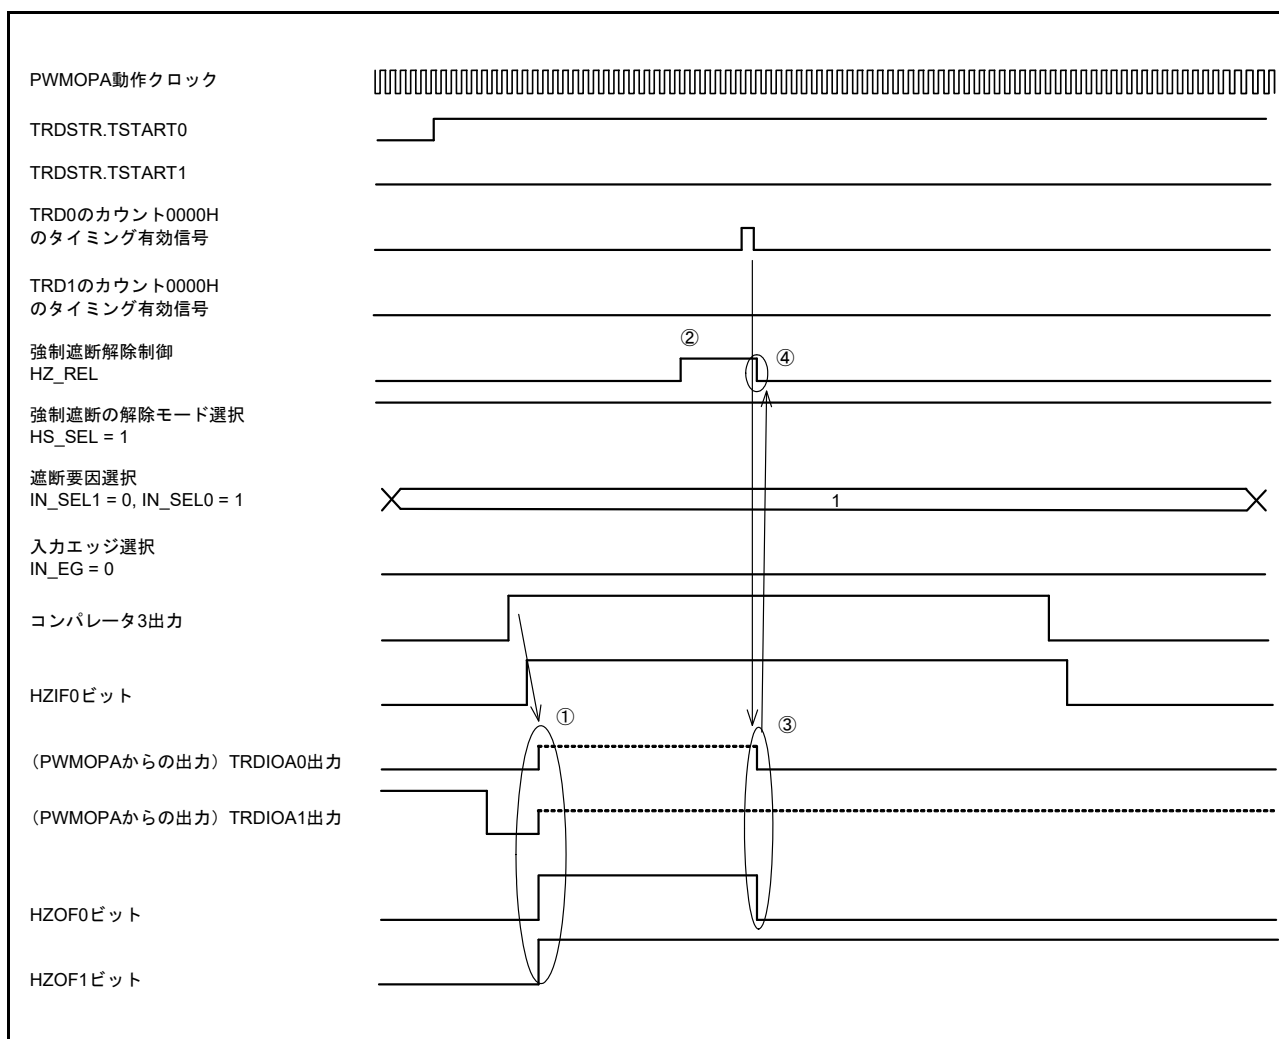 PWMOPA動作クロック
TRDSTR.TSTART0
TRDSTR.TSTART1
TRD0のカウント0000H
のタイミング有効信号
TRD1のカウント0000H
のタイミング有効信号
②
強制遮断解除制御
HZ_REL
④
強制遮断の解除モード選択
HS_SEL = 1
遮断要因選択
IN_SEL1 = 0, IN_SEL0 = 1
1
入力エッジ選択
IN_EG = 0
コンパレータ3出力
HZIF0ビット
①
③
（PWMOPAからの出力）TRDIOA0出力
（PWMOPAからの出力）TRDIOA1出力
HZOF0ビット
HZOF1ビット